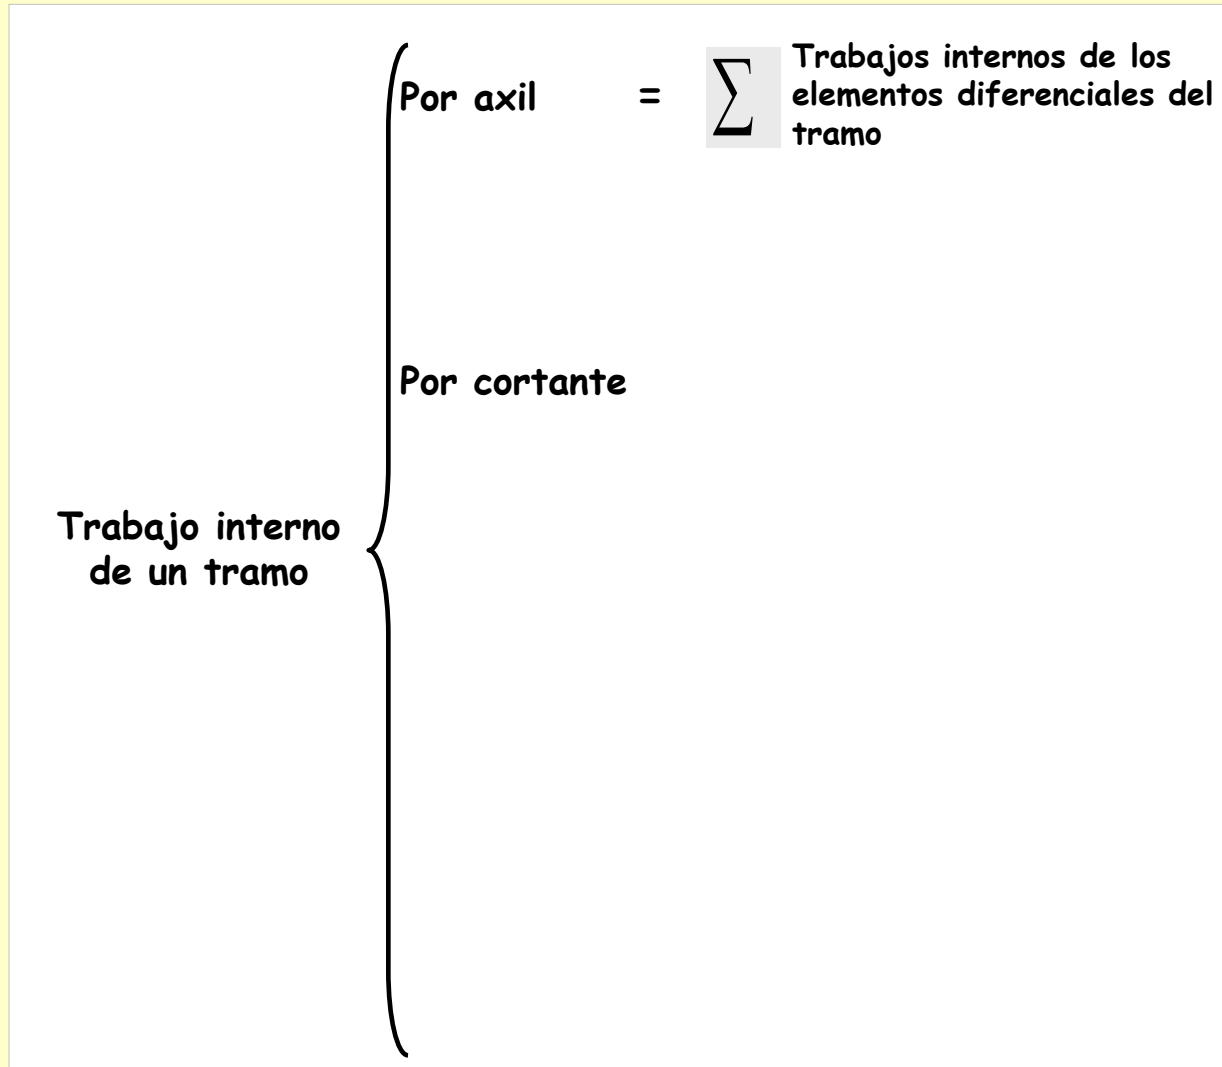 Por axil = ∑ Trabajos internos de los
elementos diferenciales del
tramo
Por cortante
Trabajo interno
de un tramo